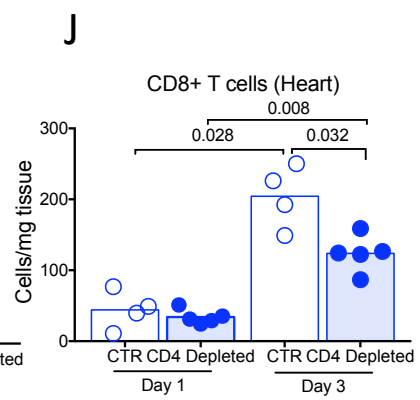 J
CD8+ T cells (Heart)
0.008
0.028 0.032
300
200
100
0
Cells/mg tissue
ted
CTR CD4 Depleted CTR CD4 Depleted
Day 1 Day 3